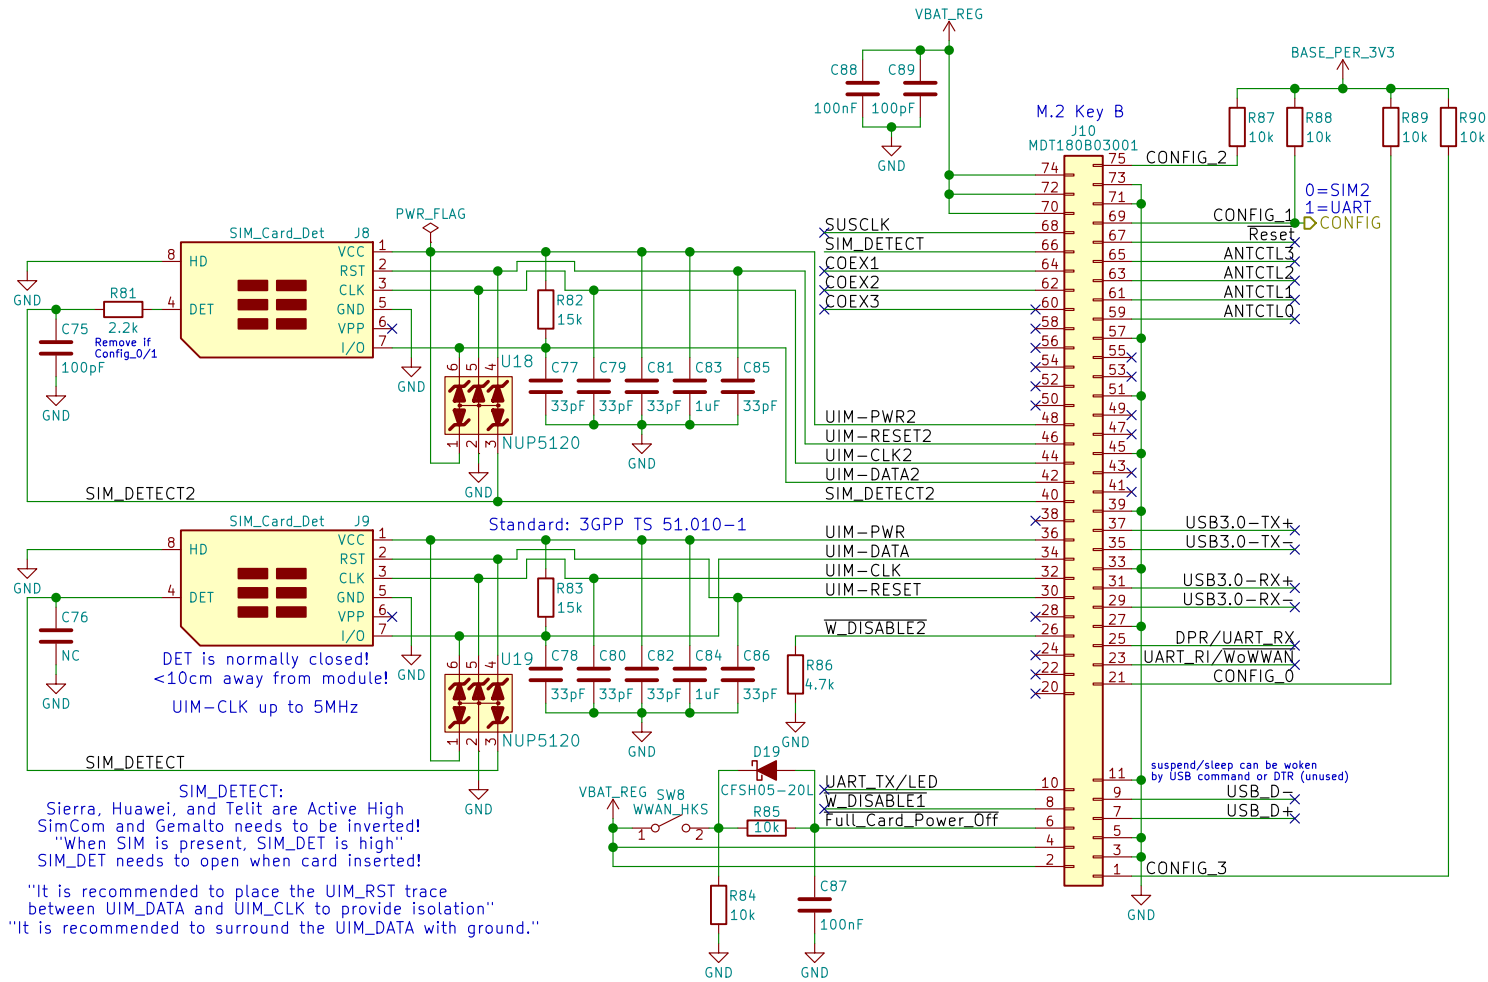 VBAT_REG
C88
100nF
C89
100pF
GND
BASE_PER_3V3
R87
10k
R88
10k
R89
10k
R90
10k
M.2 Key B
J10
MDT180B03001
74
72
70
68
66
64
62
60
58
56
54
52
50
48
46
44
42
40
38
36
34
32
30
28
26
24
22
20
10
8
6
4
2
75
73
71
69
67
65
63
61
59
57
55
53
51
49
47
45
43
41
39
37
35
33
31
29
27
25
23
21
11
9
7
5
3
1
CONFIG_2
0=SIM2
1=UART
CONFIG_1
CONFIG
Reset
ANTCTL3
ANTCTL2
ANTCTL1
ANTCTL0
USB3.0-TX+
USB3.0-TX-
USB3.0-RX+
USB3.0-RX-
DPR/UART_RX
UART_RI/WoWWAN
CONFIG_0
suspend/sleep can be woken
by USB command or DTR (unused)
USB_D-
USB_D+
CONFIG_3
GND
SUSCLK
SIM_DETECT
COEX1
COEX2
COEX3
UIM-PWR2
UIM-RESET2
UIM-CLK2
UIM-DATA2
SIM_DETECT2
UIM-PWR
UIM-DATA
UIM-CLK
UIM-RESET
W_DISABLE2
UART_TX/LED
W_DISABLE1
Full_Card_Power_Off
PWR_FLAG
SIM_Card_Det
J8
8
HD
4
DET
VCC
1
RST
2
CLK
3
GND
5
VPP
6
I/O
7
GND
R81
2.2k
Remove if
Config_0/1
C75
100pF
GND
GND
R82
15k
U18
6
5
4
1
2
3
NUP5120
GND
C77
33pF
C79
33pF
C81
33pF
C83
1uF
C85
33pF
GND
SIM_DETECT2
Standard: 3GPP TS 51.010-1
SIM_Card_Det
J9
8
HD
4
DET
VCC
1
RST
2
CLK
3
GND
5
VPP
6
I/O
7
GND
C76
NC
GND
GND
R83
15k
U19
6
5
4
1
2
3
NUP5120
GND
C78
33pF
C80
33pF
C82
33pF
C84
1uF
C86
33pF
GND
R86
4.7k
GND
DET is normally closed!
<10cm away from module!
UIM-CLK up to 5MHz
SIM_DETECT
SIM_DETECT:
Sierra, Huawei, and Telit are Active High
SimCom and Gemalto needs to be inverted!
"When SIM is present, SIM_DET is high"
SIM_DET needs to open when card inserted!
"It is recommended to place the UIM_RST trace
between UIM_DATA and UIM_CLK to provide isolation"
"It is recommended to surround the UIM_DATA with ground."
VBAT_REG
SW8
WWAN_HKS
1
2
D19
CFSH05-20L
R85
10k
R84
10k
GND
C87
100nF
GND